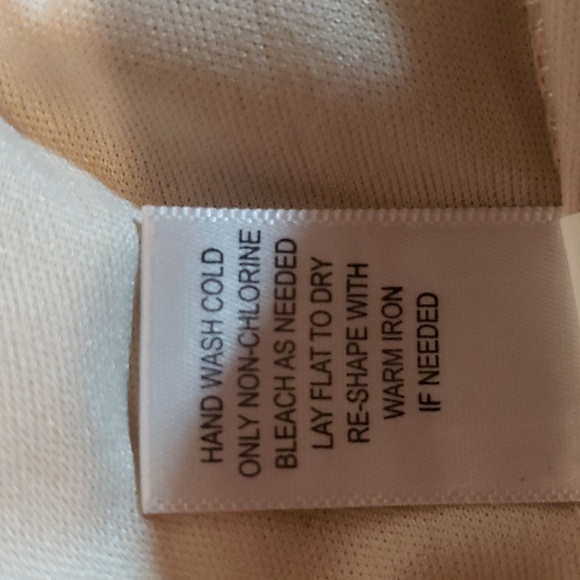 HAND WASH COLD
ONLY NON-CHLORINE
BLEACH AS NEEDED
LAY FLAT TO DRY
RE-SHAPE WITH
WARM IRON
IF NEEDED